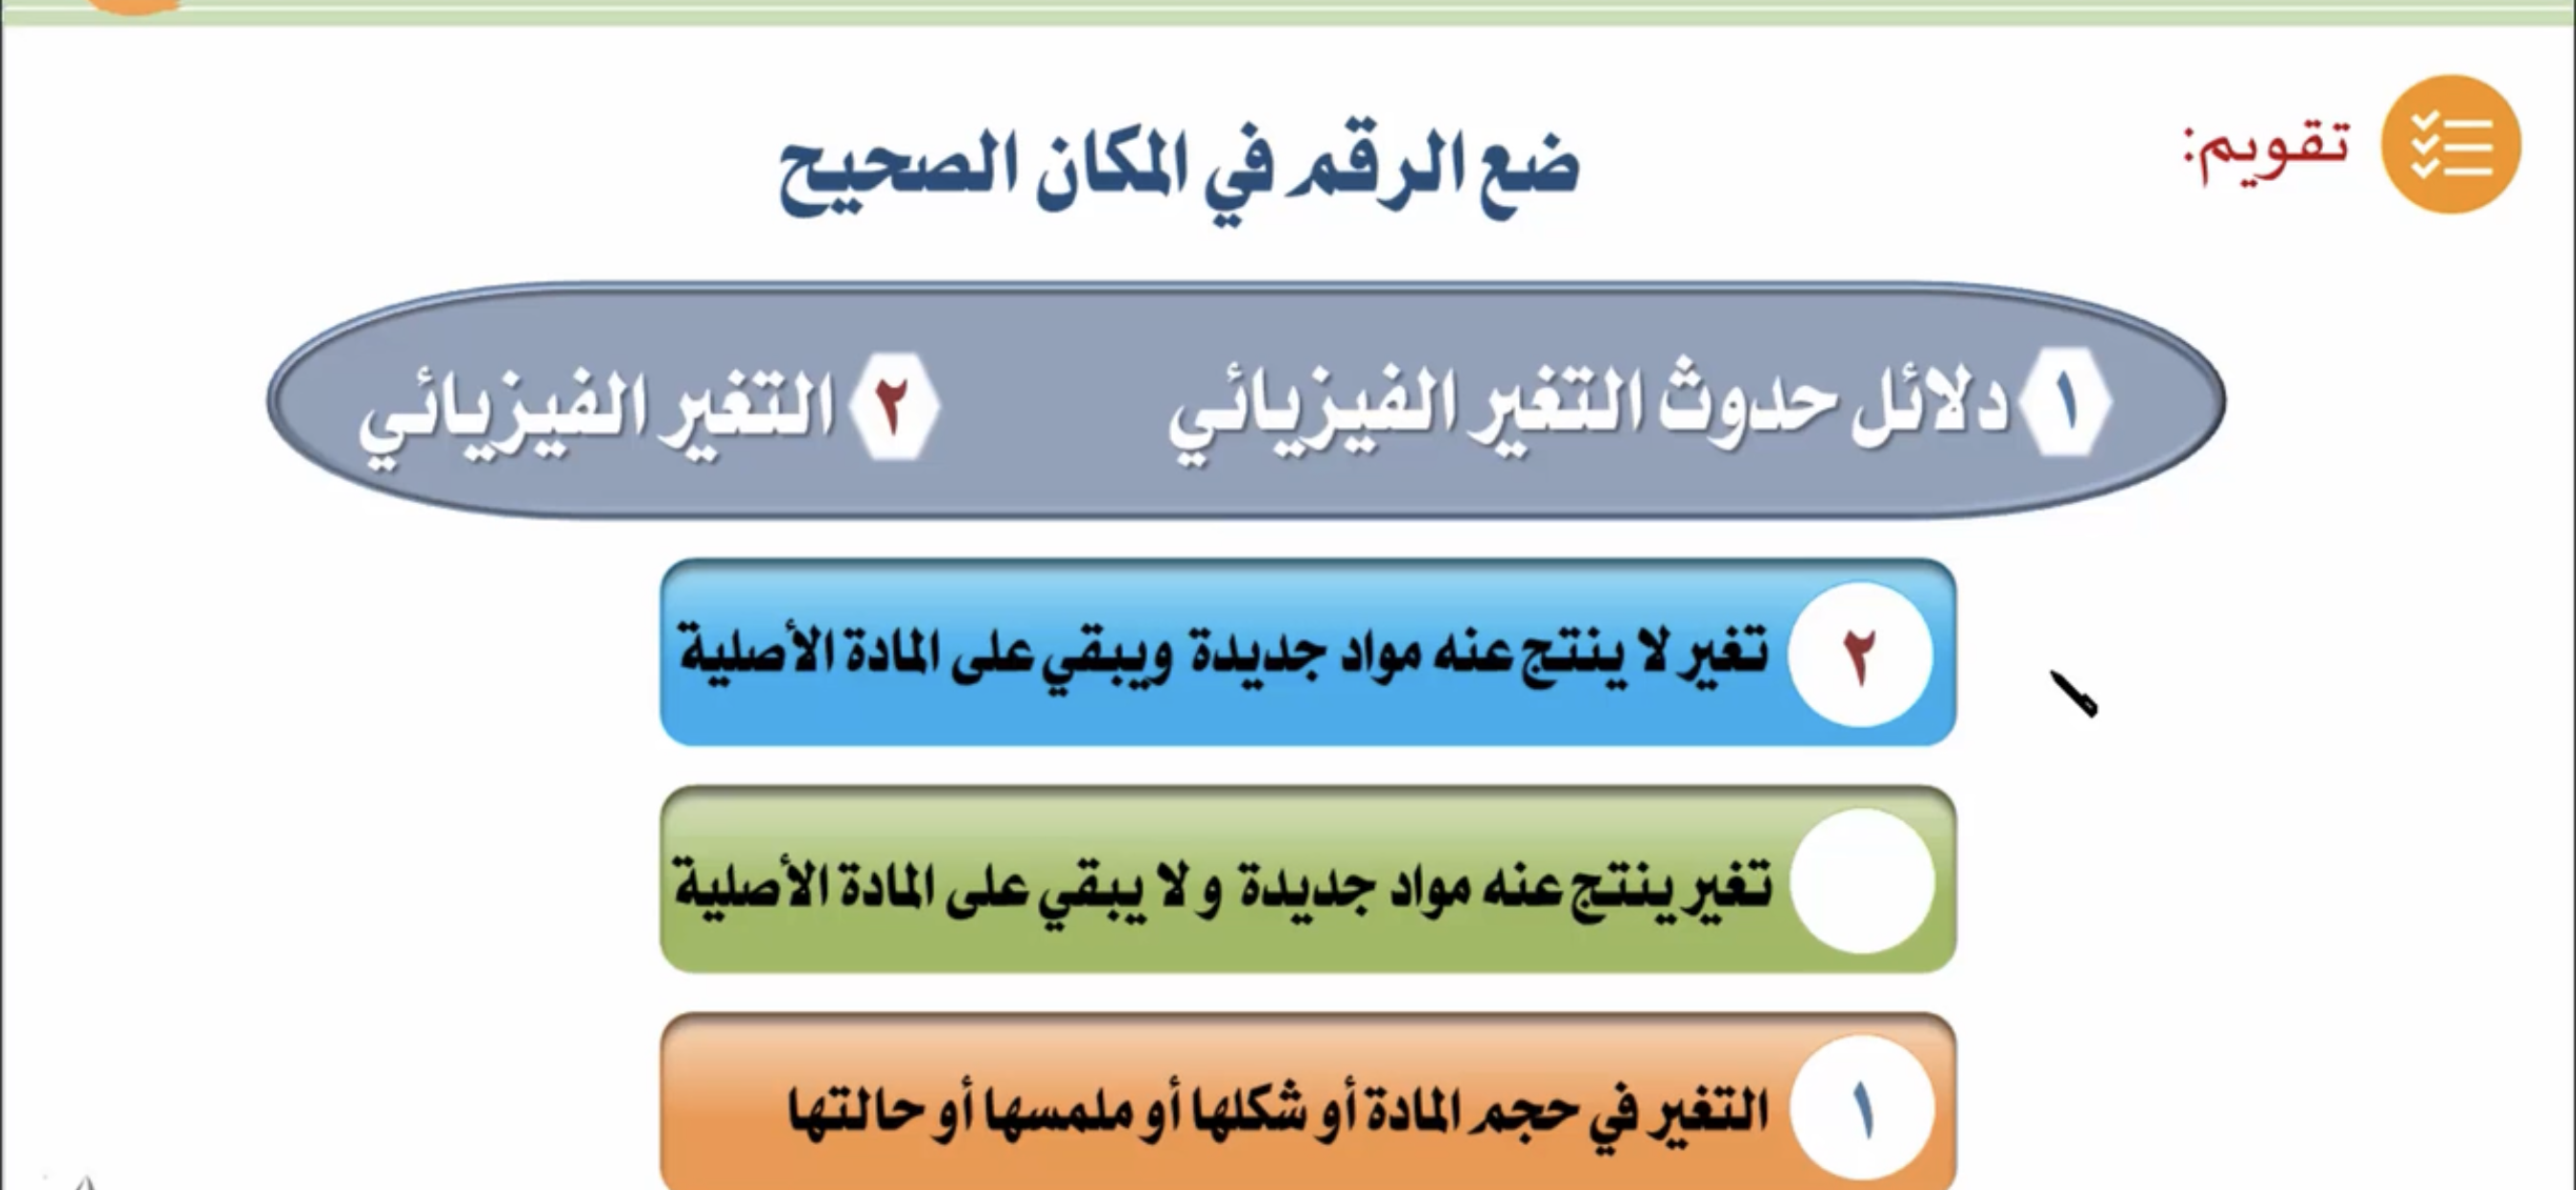 تقويم:
ضع الرقم في المكان الصحيح
١ دلائل حدوث التغير الفيزيائي ٢ التغير الفيزيائي
٢ تغير لا ينتج عنه مواد جديدة ويبقي على المادة الأصلية
تغير ينتج عنه مواد جديدة و لا يبقي على المادة الأصلية
١ التغير في حجم المادة أو شكلها أو ملمسها أو حالتها